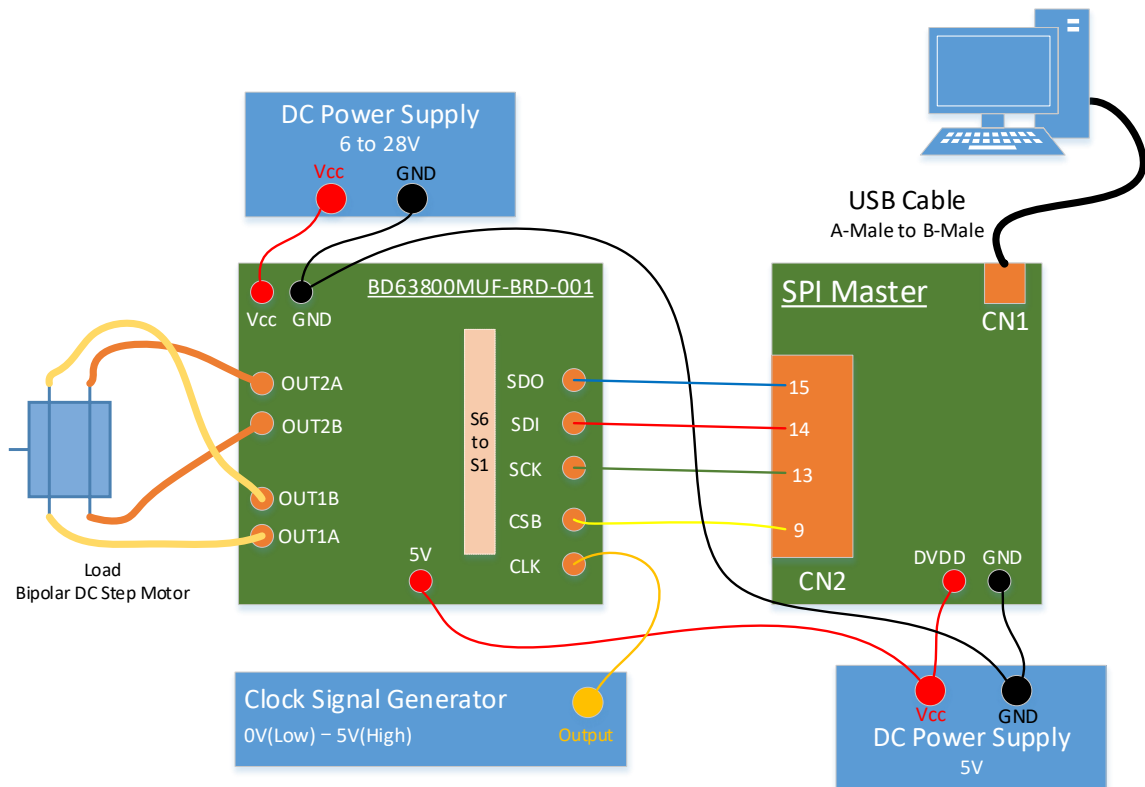 DC Power Supply
6 to 28V
Vcc
GND
USB Cable
A-Male to B-Male
BD63800MUF-BRD-001
Vcc
GND
SPI Master
CN1
OUT2A
OUT2B
OUT1B
OUT1A
S6
to
S1
SDO
SDI
SCK
CSB
CLK
5V
15
14
13
9
CN2
DVDD
GND
Load
Bipolar DC Step Motor
Clock Signal Generator
0V(Low) – 5V(High)
Output
Vcc
GND
DC Power Supply
5V